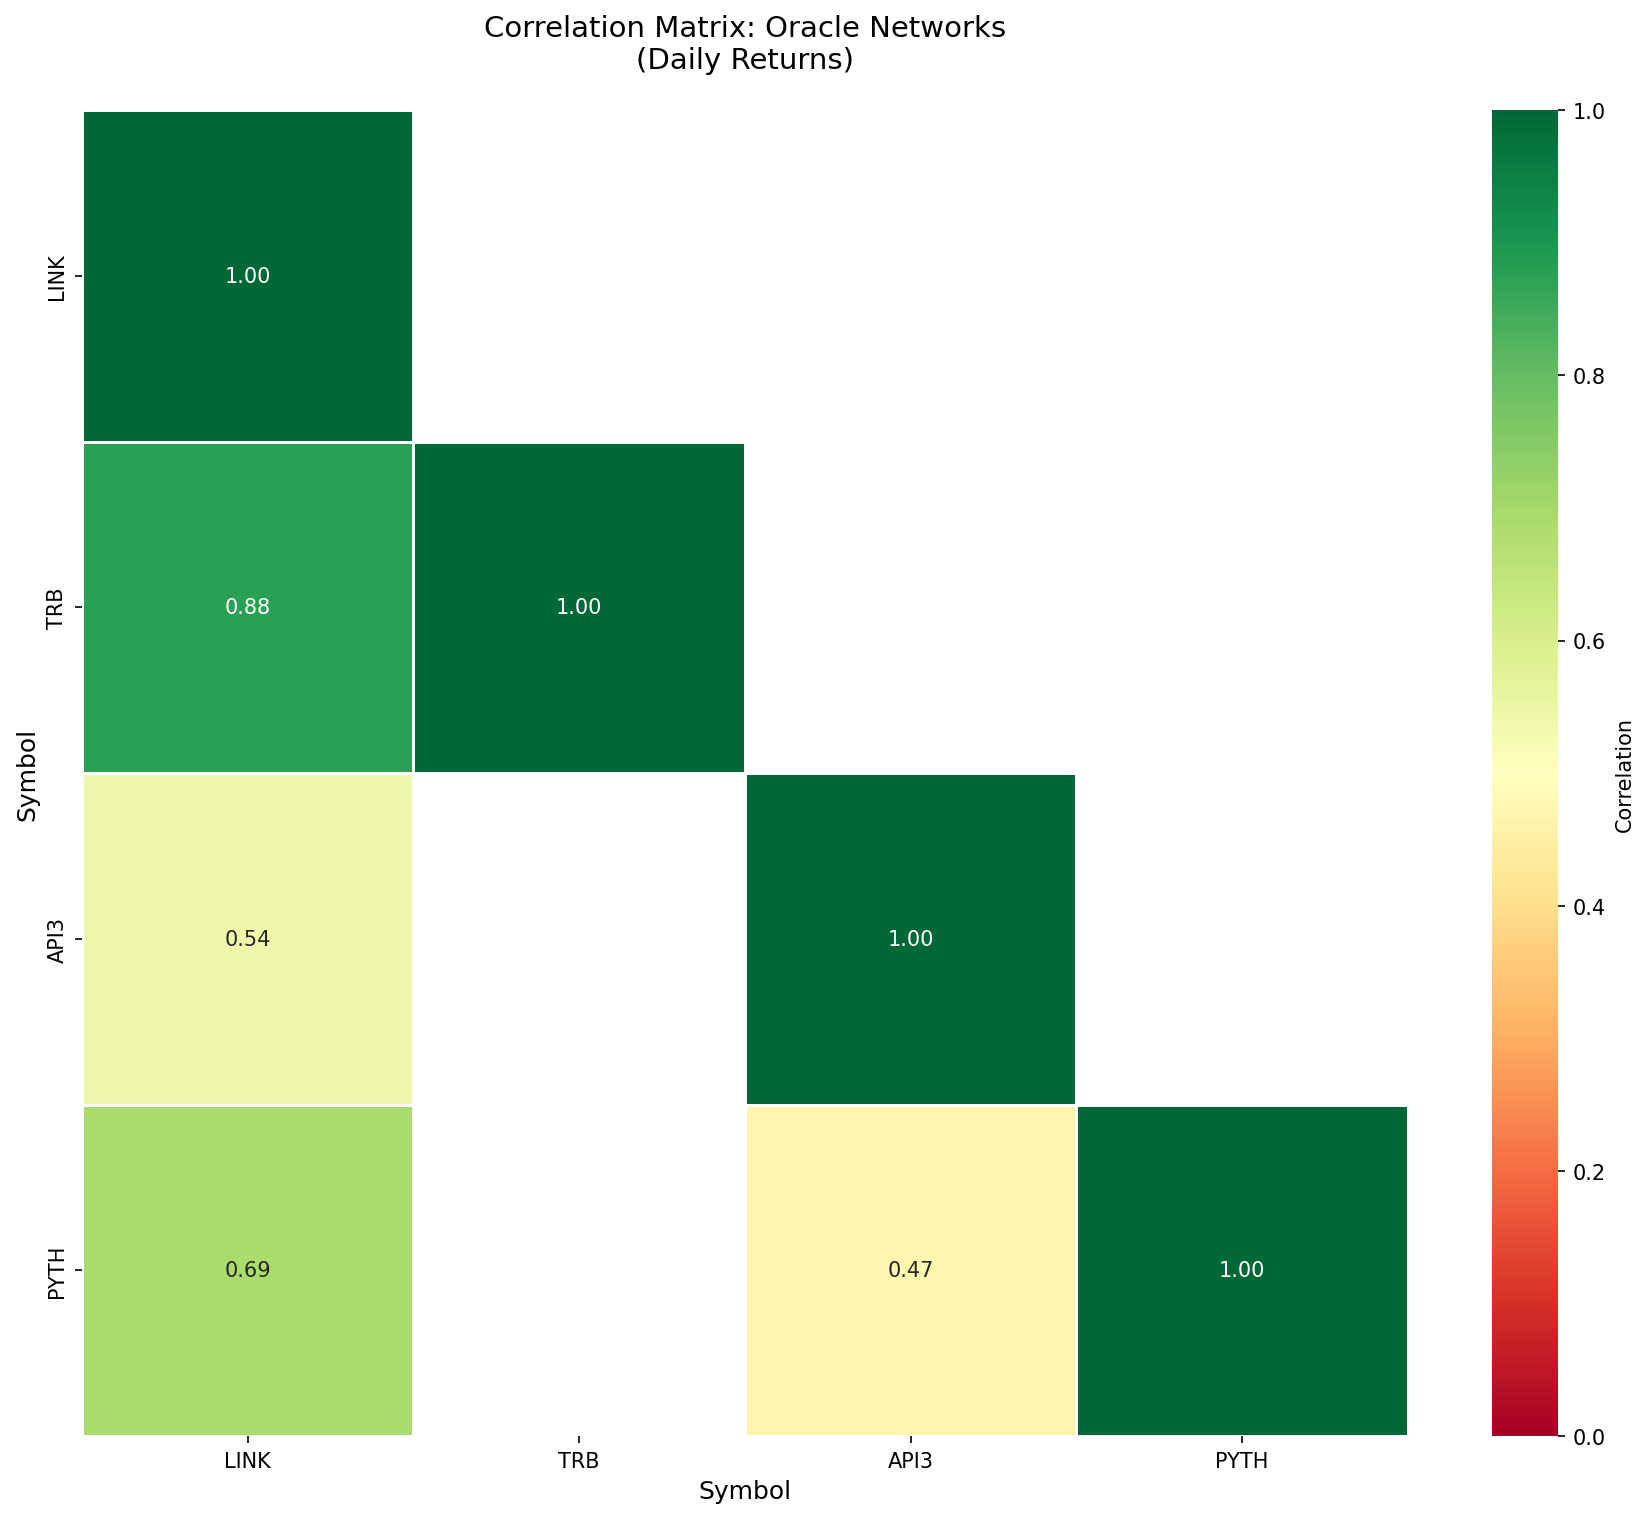 Correlation Matrix: Oracle Networks
(Daily Returns)
LINK
1.00
TRB
0.88 1.00
API3
0.54 1.00
PYTH
0.69 0.47 1.00
LINK TRB API3 PYTH
Symbol
Symbol
1.0
0.8
0.6
0.4
0.2
0.0
Correlation